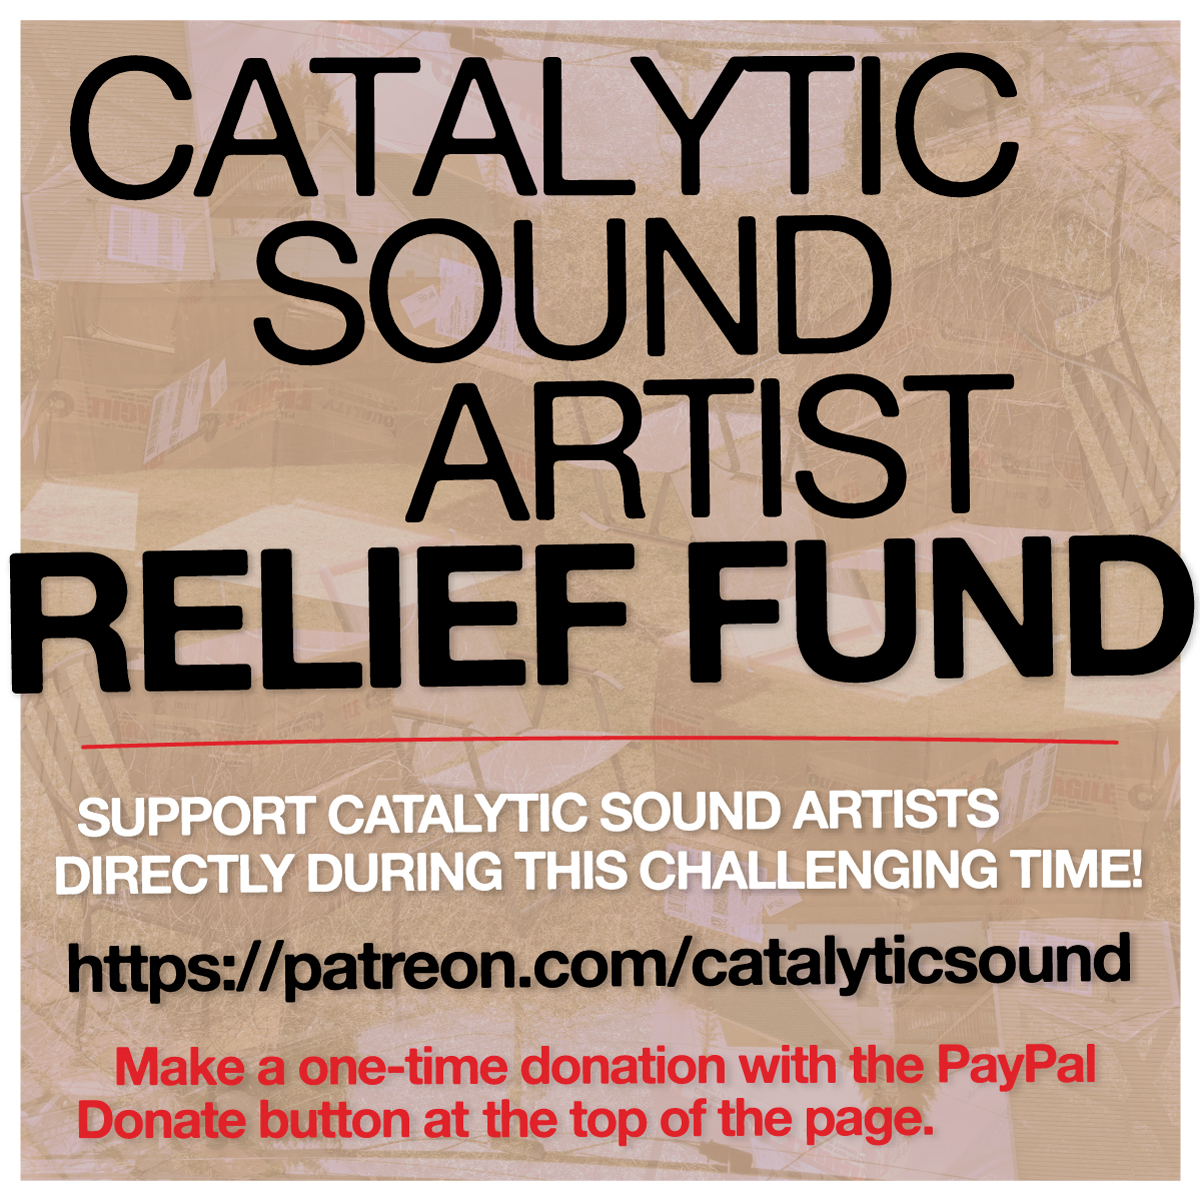 CATALYTIC
SOUND
ARTIST
RELIEF FUND
SUPPORT CATALYTIC SOUND ARTISTS
DIRECTLY DURING THIS CHALLENGING TIME!
https://patreon.com/catalyticsound
Make a one-time donation with the PayPal
Donate button at the top of the page.